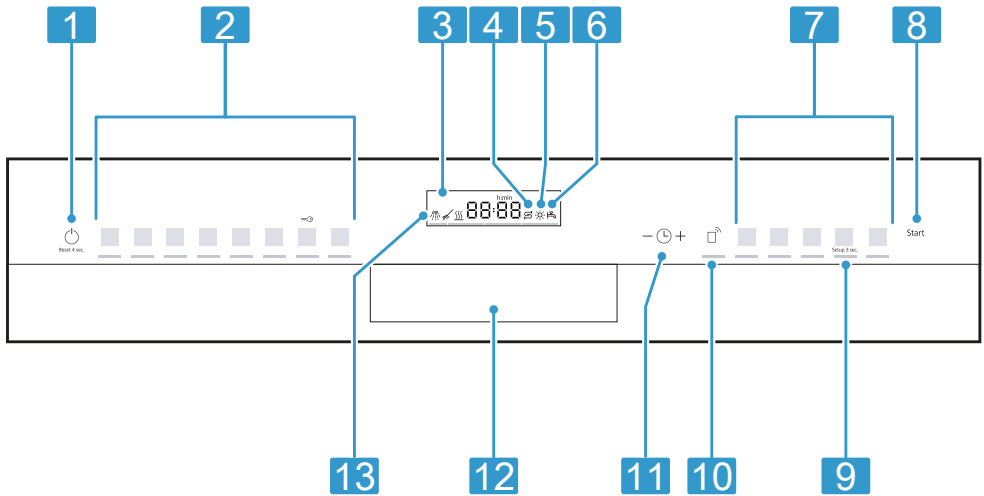 1 2 3 4 5 6 7 8
h:min
88:88
Reset 4 sec.
Start
Setup 3 sec.
13 12 11 10 9